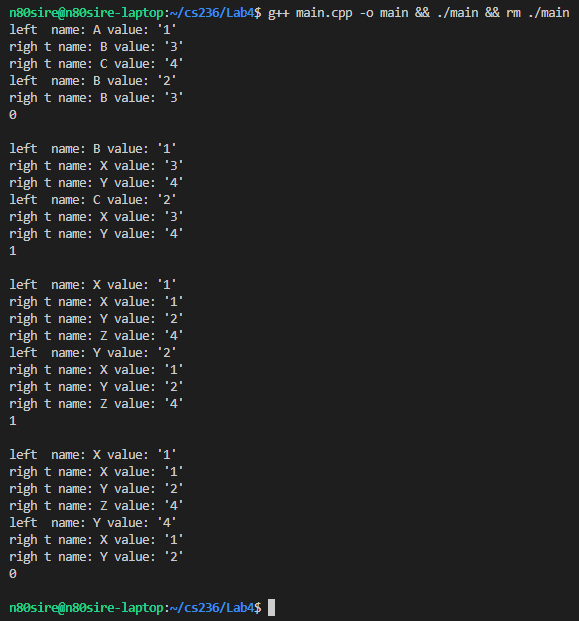 n80sire@n80sire-laptop:~/cs236/Lab4$ g++ main.cpp -o main && ./main && rm ./main
left  name: A value: '1'
righ t name: B value: '3'
righ t name: C value: '4'
left  name: B value: '2'
righ t name: B value: '3'
0

left  name: B value: '1'
righ t name: X value: '3'
righ t name: Y value: '4'
left  name: C value: '2'
righ t name: X value: '3'
righ t name: Y value: '4'
1

left  name: X value: '1'
righ t name: X value: '1'
righ t name: Y value: '2'
righ t name: Z value: '4'
left  name: Y value: '2'
righ t name: X value: '1'
righ t name: Y value: '2'
righ t name: Z value: '4'
1

left  name: X value: '1'
righ t name: X value: '1'
righ t name: Y value: '2'
righ t name: Z value: '4'
left  name: Y value: '4'
righ t name: X value: '1'
righ t name: Y value: '2'
0

n80sire@n80sire-laptop:~/cs236/Lab4$